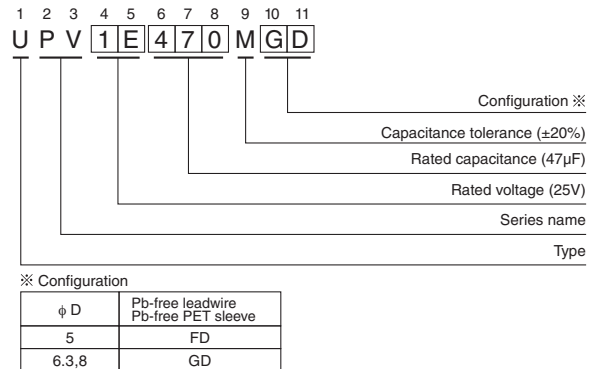 1 2 3 4 5 6 7 8 9 10 11
U P V 1 E 4 7 0 M G D
Configuration ※
Capacitance tolerance (±20%)
Rated capacitance (47µF)
Rated voltage (25V)
Series name
Type
※ Configuration
ϕ D Pb-free leadwire
Pb-free PET sleeve
5 FD
6.3,8 GD